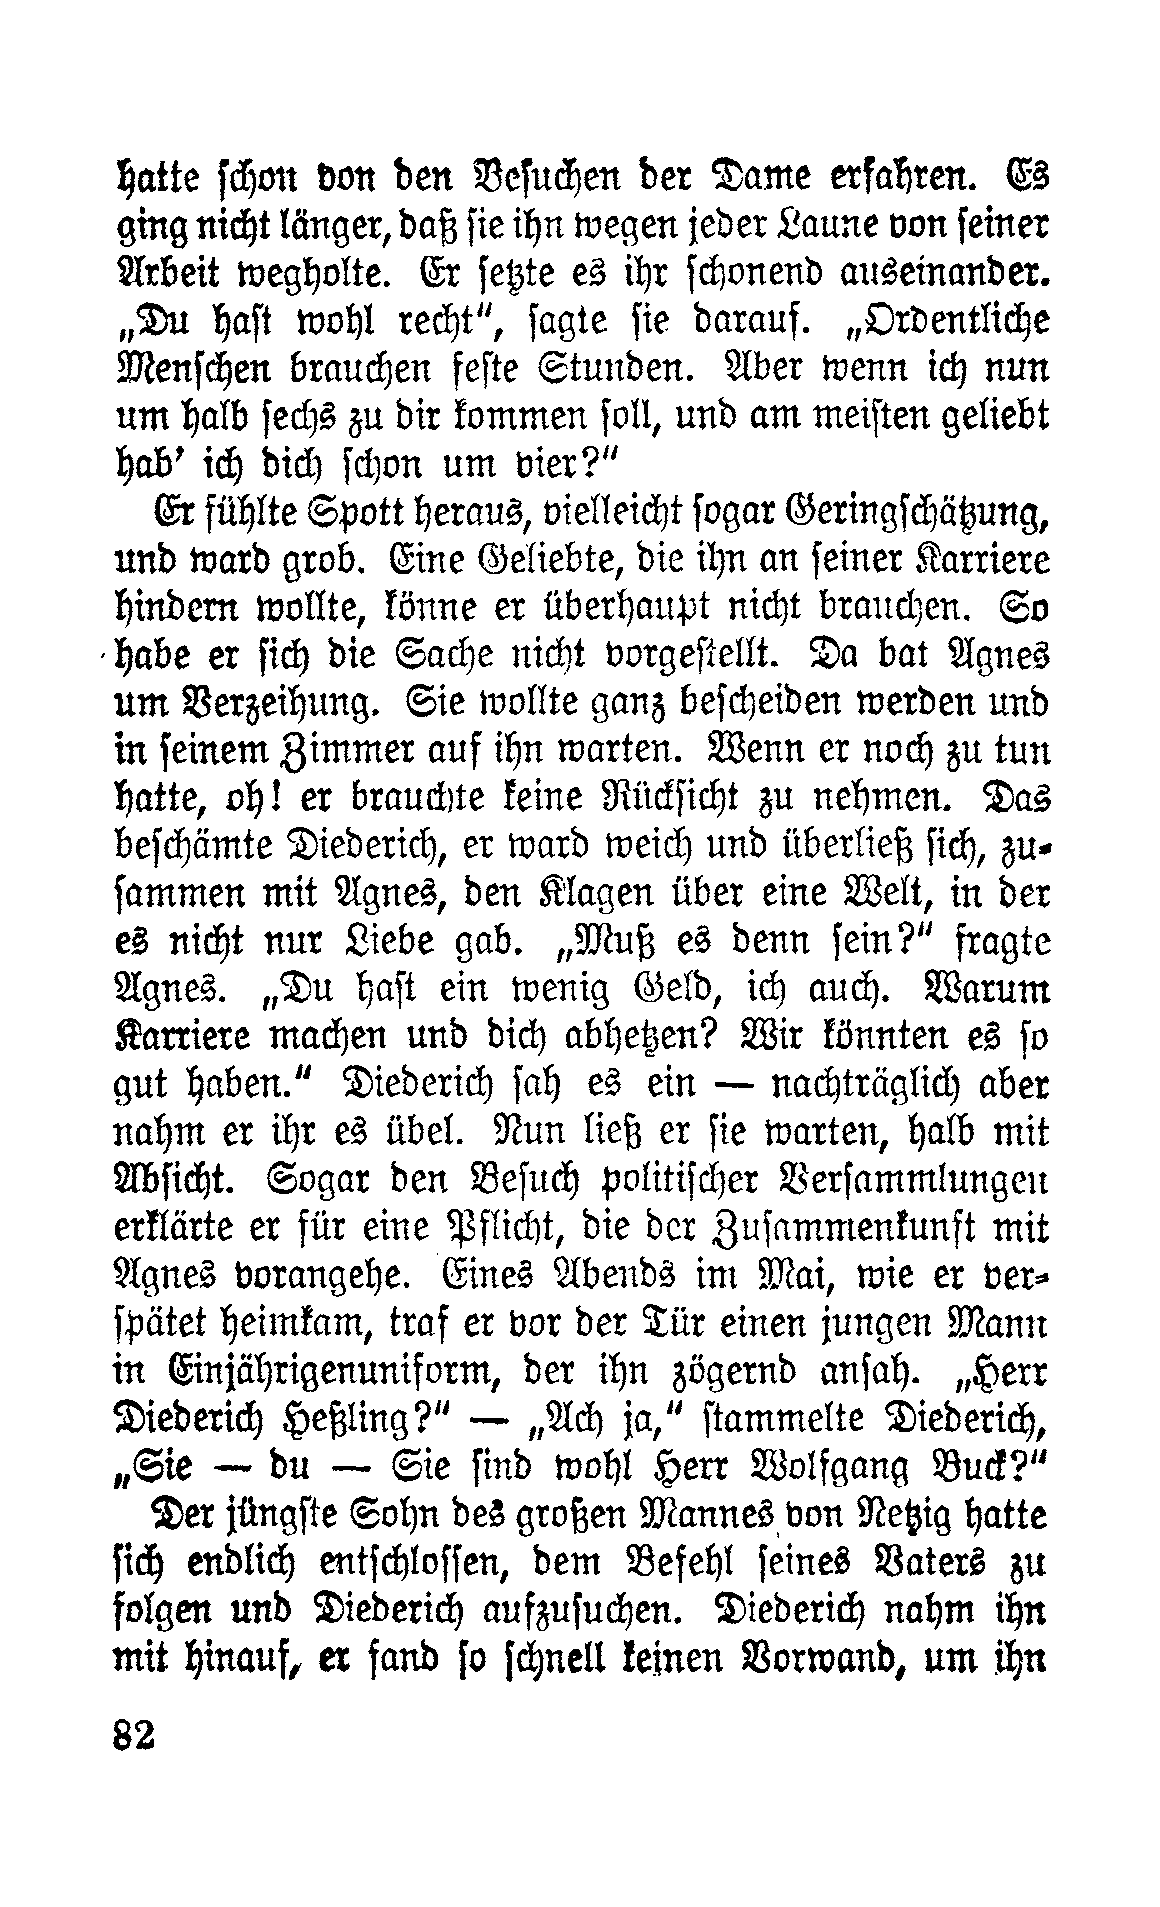 hatte schon von den Besuchen der Dame erfahren. Es
ging nicht länger, daß sie ihn wegen jeder Laune von seiner
Arbeit wegholte. Er setzte es ihr schonend auseinander.
„Du hast wohl recht", sagte sie darauf. „Ordentliche
Menschen brauchen feste Stunden. Aber wenn ich nun
um halb sechs zu dir kommen soll, und am meisten geliebt
hab' ich dich schon um vier?"
Er fühlte Spott heraus, vielleicht sogar Geringschätzung,
und ward grob. Eine Geliebte, die ihn an seiner Karriere
hindern wollte, könne er überhaupt nicht brauchen. So
habe er sich die Sache nicht vorgestellt. Da bat Agnes
um Verzeihung. Sie wollte ganz bescheiden werden und
in seinem Zimmer auf ihn warten. Wenn er noch zu tun
hatte, oh! er brauchte keine Rücksicht zu nehmen. Das
beschämte Diederich, er ward weich und überließ sich, zu-
sammen mit Agnes, den Klagen über eine Welt, in der
es nicht nur Liebe gab. „Muß es denn sein?" fragte
Agnes. „Du hast ein wenig Geld, ich auch. Warum
Karriere machen und dich abhetzen? Wir könnten es so
gut haben." Diederich sah es ein — nachträglich aber
nahm er ihr es übel. Nun ließ er sie warten, halb mit
Absicht. Sogar den Besuch politischer Versammlungen
erklärte er für eine Pflicht, die der Zusammenkunft mit
Agnes vorangehe. Eines Abends im Mai, wie er ver-
spätet heimkam, traf er vor der Tür einen jungen Mann
in Einjährigenuniform, der ihn zögernd ansah. „Herr
Diederich Heßling?" — „Ach ja," stammelte Diederich,
„Sie — du — Sie sind wohl Herr Wolfgang Buck?"
Der jüngste Sohn des großen Mannes von Netzig hatte
sich endlich entschlossen, dem Befehl seines Vaters zu
folgen und Diederich aufzusuchen. Diederich nahm ihn
mit hinauf, er fand so schnell keinen Vorwand, um ihn
82